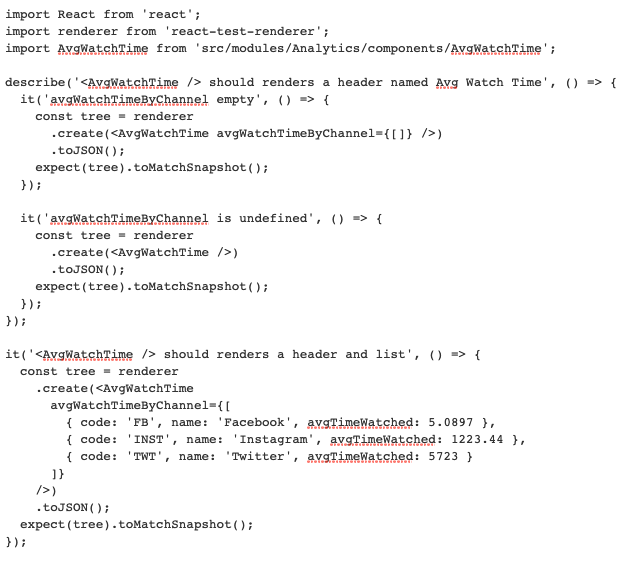 import React from 'react';
import renderer from 'react-test-renderer';
import AvgWatchTime from 'src/modules/Analytics/components/AvgWatchTime';

describe('<AvgWatchTime /> should renders a header named Avg Watch Time', () => {
  it('avgWatchTimeByChannel empty', () => {
    const tree = renderer
      .create(<AvgWatchTime avgWatchTimeByChannel={[]} />)
      .toJSON();
    expect(tree).toMatchSnapshot();
  });

  it('avgWatchTimeByChannel is undefined', () => {
    const tree = renderer
      .create(<AvgWatchTime />)
      .toJSON();
    expect(tree).toMatchSnapshot();
  });
});

it('<AvgWatchTime /> should renders a header and list', () => {
  const tree = renderer
    .create(<AvgWatchTime
      avgWatchTimeByChannel={[
        { code: 'FB', name: 'Facebook', avgTimeWatched: 5.0897 },
        { code: 'INST', name: 'Instagram', avgTimeWatched: 1223.44 },
        { code: 'TWT', name: 'Twitter', avgTimeWatched: 5723 }
      ]}
    />)
    .toJSON();
  expect(tree).toMatchSnapshot();
});